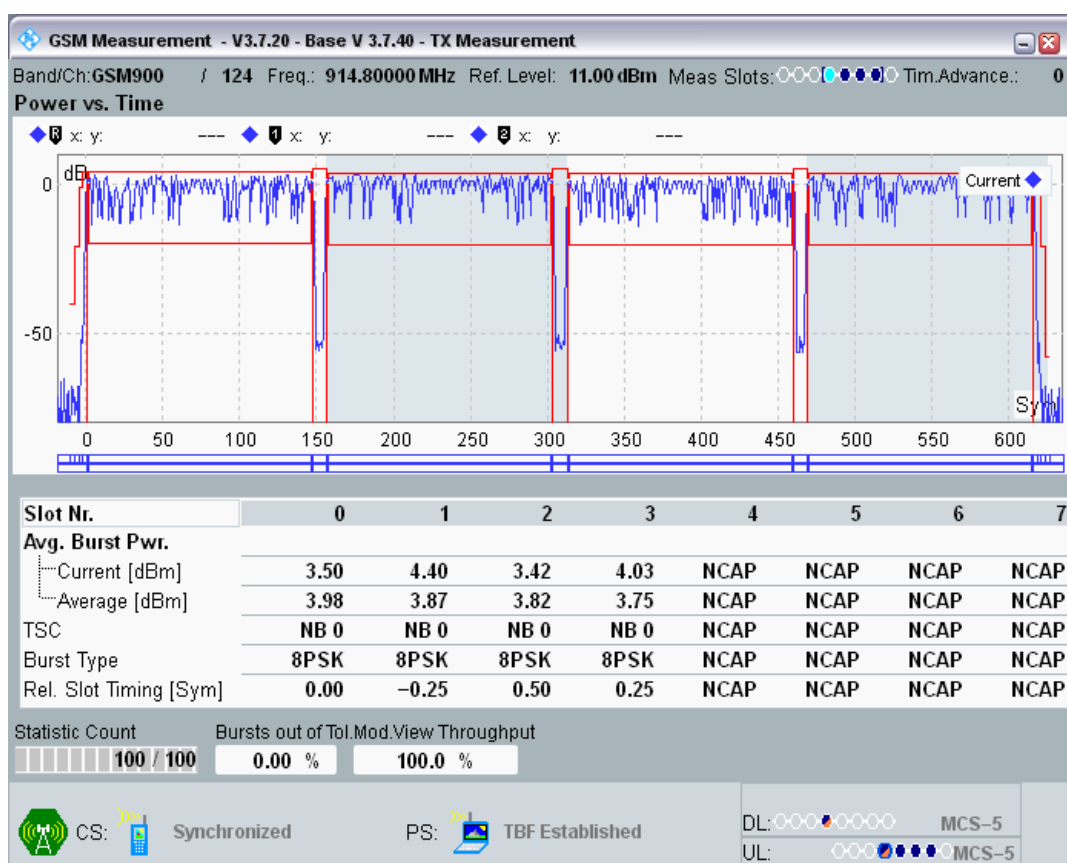 GSM Measurement - V3.7.20 - Base V 3.7.40 - TX Measurement
Band/Ch:GSM900 / 124 Freq.: 914.80000 MHz Ref. Level: 11.00 dBm Meas Slots: Tim.Advance.: 0
Power vs. Time
R x: y: --- 1 x: y: --- 2 x: y: ---
dB
Current
0
-50
Sym
0 50 100 150 200 250 300 350 400 450 500 550 600
Slot Nr. 0 1 2 3 4 5 6 7
Avg. Burst Pwr.
Current [dBm] 3.50 4.40 3.42 4.03 NCAP NCAP NCAP NCAP
Average [dBm] 3.98 3.87 3.82 3.75 NCAP NCAP NCAP NCAP
TSC NB 0 NB 0 NB 0 NB 0 NCAP NCAP NCAP NCAP
Burst Type 8PSK 8PSK 8PSK 8PSK NCAP NCAP NCAP NCAP
Rel. Slot Timing [Sym] 0.00 −0.25 0.50 0.25 NCAP NCAP NCAP NCAP
Statistic Count Bursts out of Tol. Mod.View Throughput
100 / 100 0.00 % 100.0 %
CS: Synchronized PS: TBF Established
DL: MCS–5
UL: MCS–5